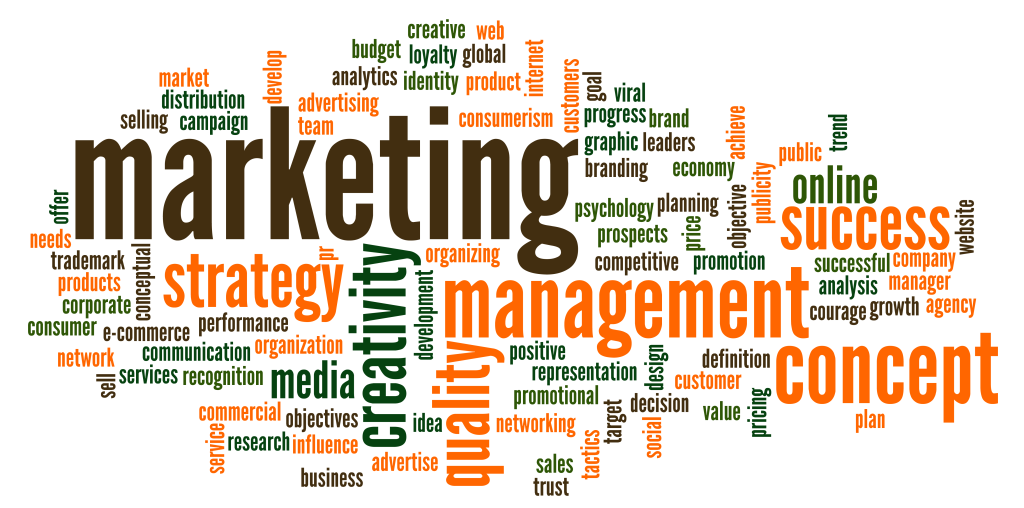 creative
web
budget
loyalty
global
internet
develop
analytics
identity
product
customers
goal
viral
market
distribution
advertising
selling
campaign
team
consumerism
progress
brand
graphic
leaders
branding
achieve
trend
public
economy
marketing
publicity
online
offer
psychology
planning
objective
success
website
needs
prospects
price
trademark
conceptual
strategy
pr
organizing
competitive
promotion
successful
company
products
creativity
development
management
analysis
manager
corporate
courage
growth
agency
consumer
e-commerce
performance
network
communication
organization
quality
positive
design
definition
concept
sell
services
recognition
media
representation
customer
promotional
commercial
objectives
idea
networking
target
decision
value
pricing
plan
service
research
influence
tactics
social
advertise
sales
business
trust